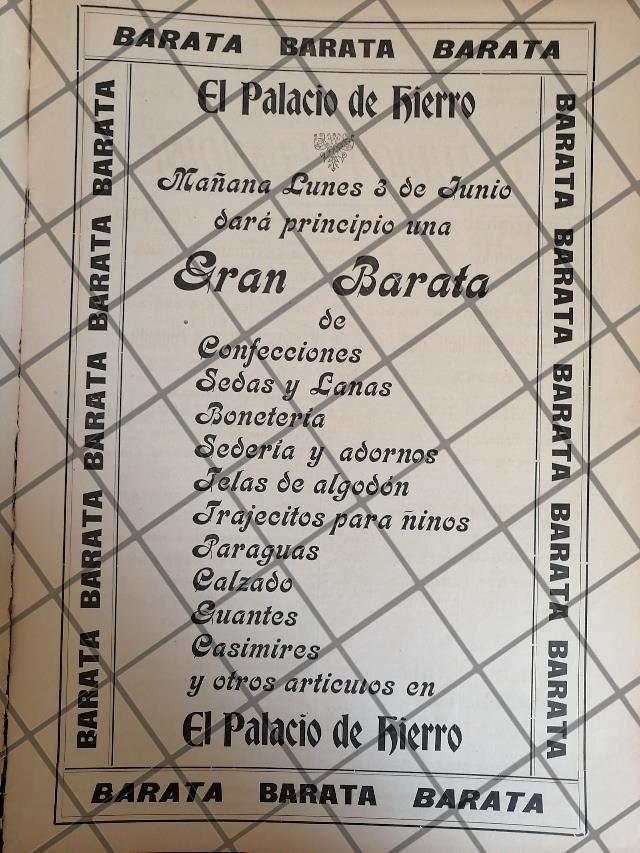 BARATA BARATA BARATA
BARATA BARATA BARATA BARATA BARATA
El Palacio de Hierro
Mañana Lunes 3 de Junio
dará principio una
Gran Barata
de
Confecciones
Sedas y Lanas
Bonetería
Sedería y adornos
Telas de algodón
Trajecitos para ñinos
Paraguas
Calzado
Guantes
Casimires
y otros articulos en
El Palacio de Hierro
BARATA BARATA BARATA BARATA BARATA
BARATA BARATA BARATA